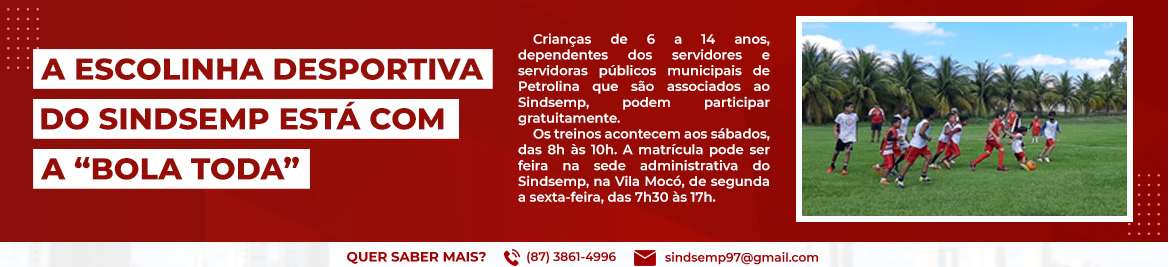 A ESCOLINHA DESPORTIVA
DO SINDSEMP ESTÁ COM
A “BOLA TODA”
Crianças de 6 a 14 anos,
dependentes dos servidores e
servidoras públicos municipais de
Petrolina que são associados ao
Sindsemp, podem participar
gratuitamente.
Os treinos acontecem aos sábados,
das 8h às 10h. A matrícula pode ser
feira na sede administrativa do
Sindsemp, na Vila Mocó, de segunda
a sexta-feira, das 7h30 às 17h.
QUER SABER MAIS? (87) 3861-4996 sindsemp97@gmail.com